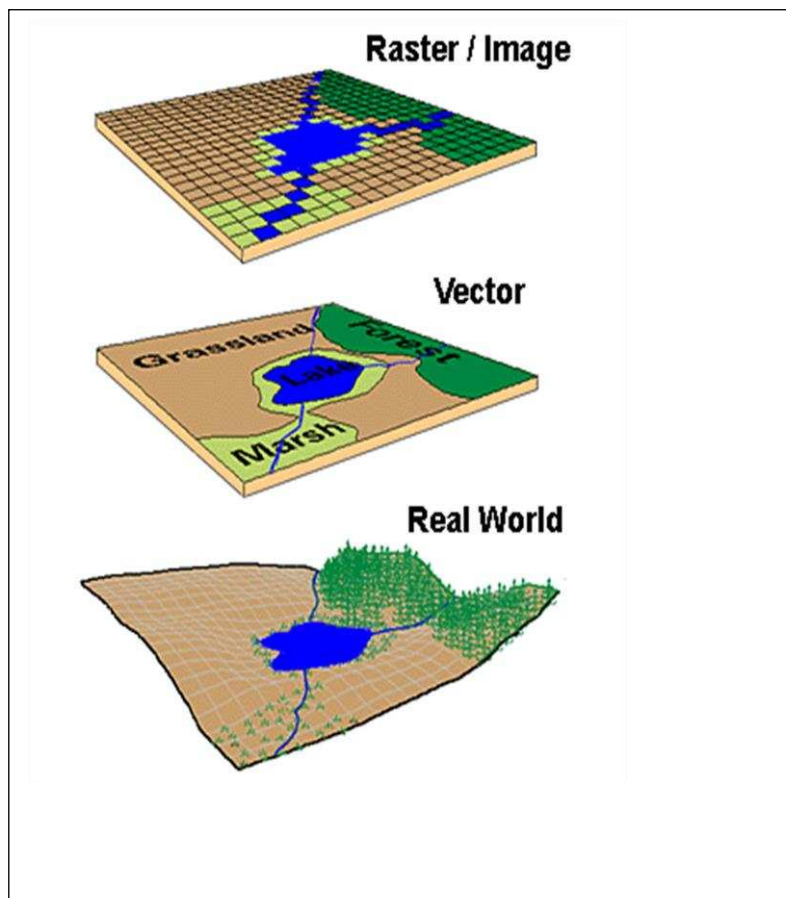 Raster / Image
Vector
Grassland
Forest
Lake
Marsh
Real World